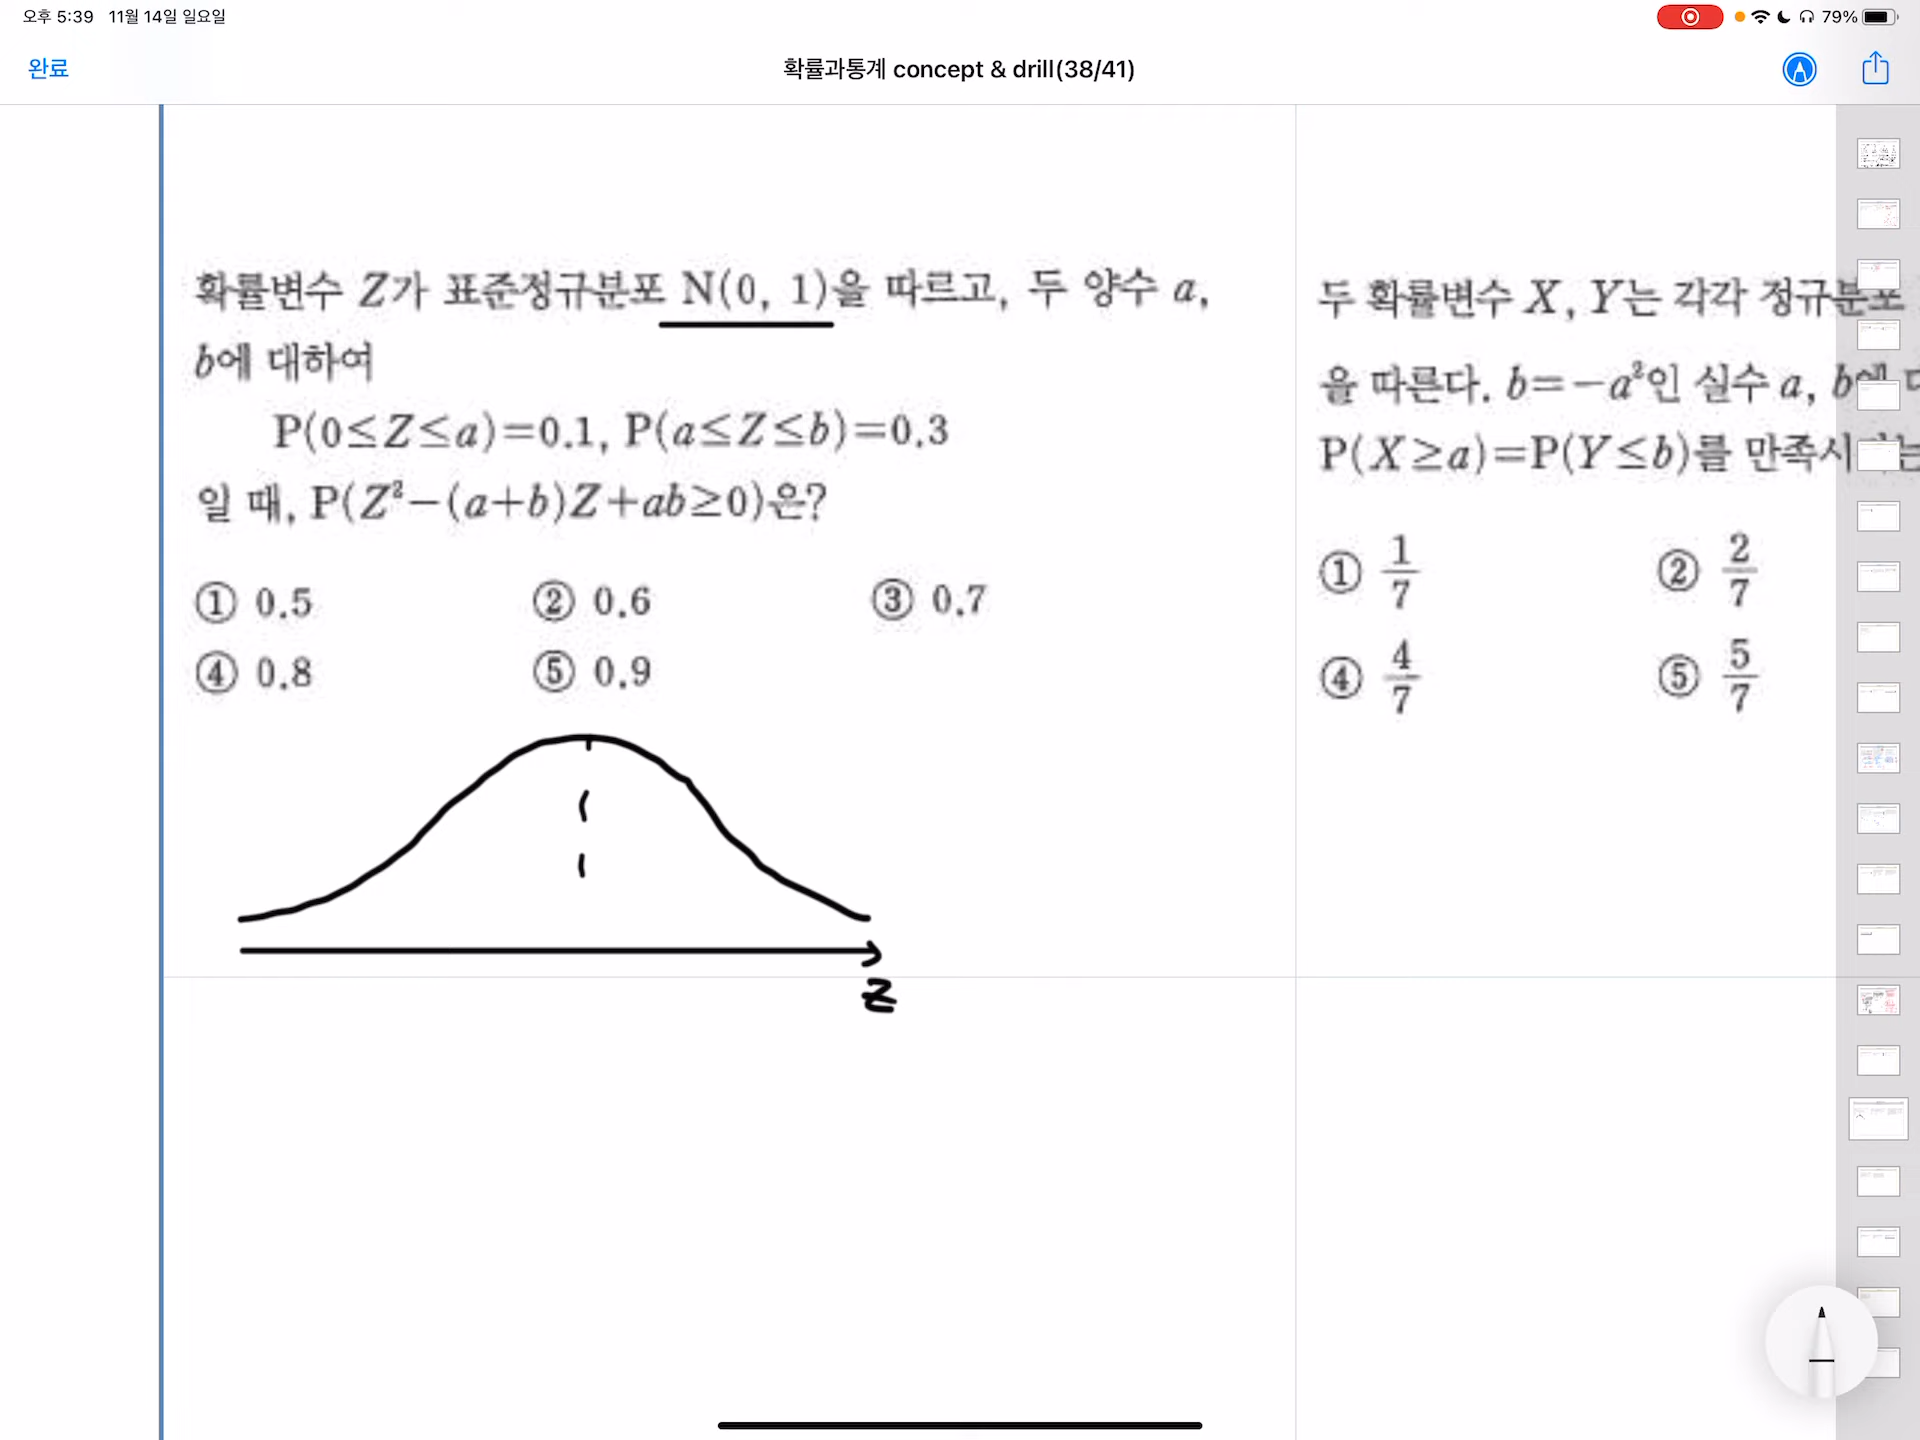 오후 5:39 11월 14일 일요일
79%
완료
확률과통계 concept & drill(38/41)
확률변수 Z가 표준정규분포 N(0, 1)을 따르고, 두 양수 a,
b에 대하여
P(0≤Z≤a)=0.1, P(a≤Z≤b)=0.3
일 때, P(Z²-(a+b)Z+ab≥0)은?
① 0.5 ② 0.6 ③ 0.7
④ 0.8 ⑤ 0.9
z
두 확률변수 X, Y는 각각 정규분포
을 따른다. b=-a²인 실수 a, b에
P(X≥a)=P(Y≤b)를 만족시
① 1/7 ② 2/7
④ 4/7 ⑤ 5/7